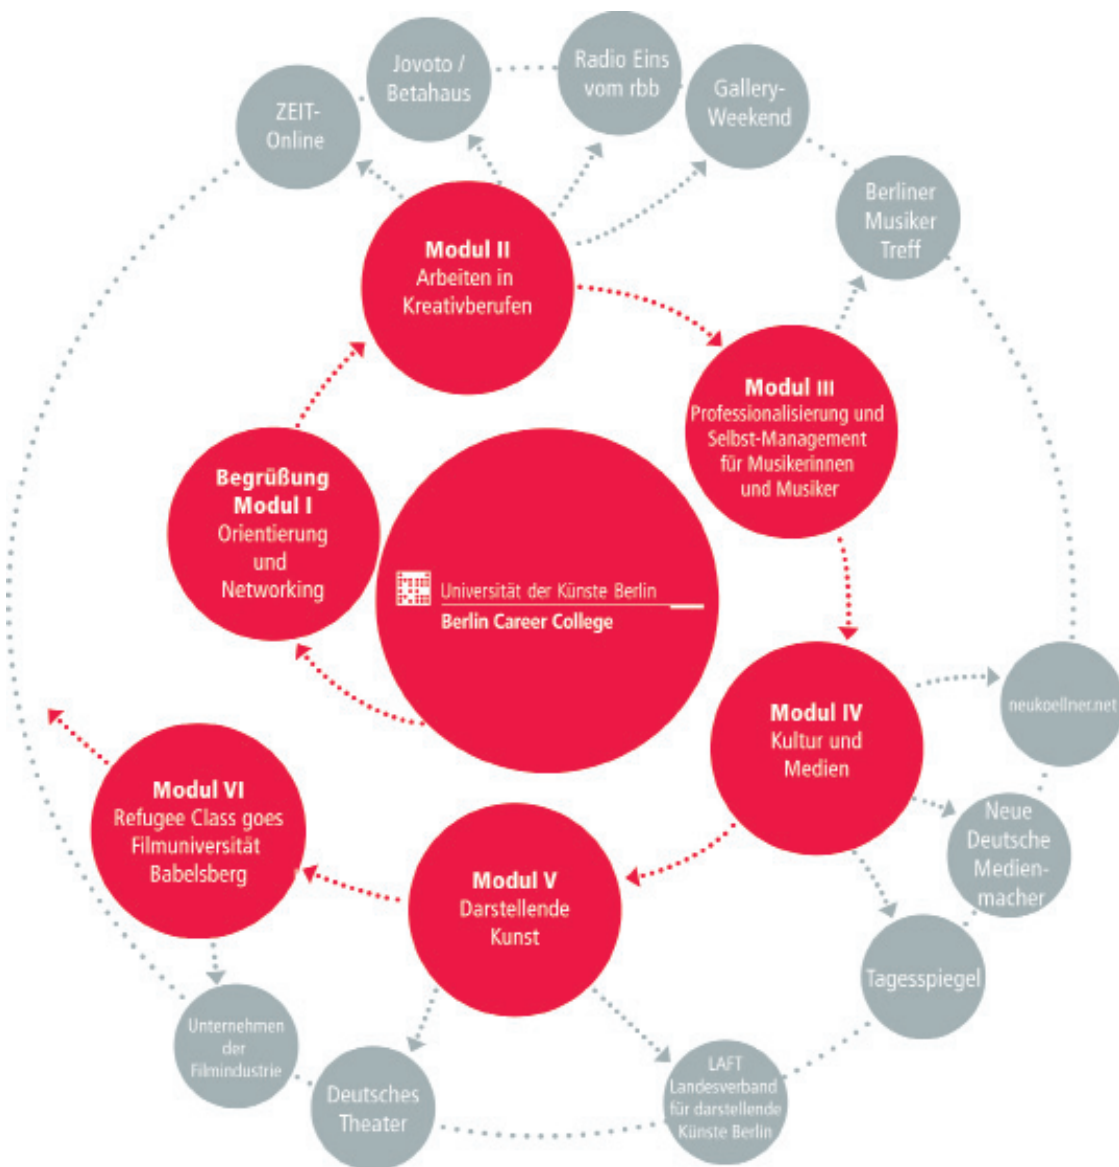 Jovoto /
Betahaus
Radio Eins
vom rbb
Gallery-
Weekend
ZEIT-
Online
Berliner
Musiker
Treff
Modul II
Arbeiten in
Kreativberufen
Modul III
Professionalisierung und
Selbst-Management
für Musikerinnen
und Musiker
Begrüßung
Modul I
Orientierung
und
Networking
Universität der Künste Berlin
Berlin Career College
neukoellner.net
Modul IV
Kultur und
Medien
Modul VI
Refugee Class goes
Filmuniversität
Babelsberg
Neue
Deutsche
Medien-
macher
Modul V
Darstellende
Kunst
Tagesspiegel
Unternehmen
der
Filmindustrie
Deutsches
Theater
LAFT
Landesverband
für darstellende
Künste Berlin